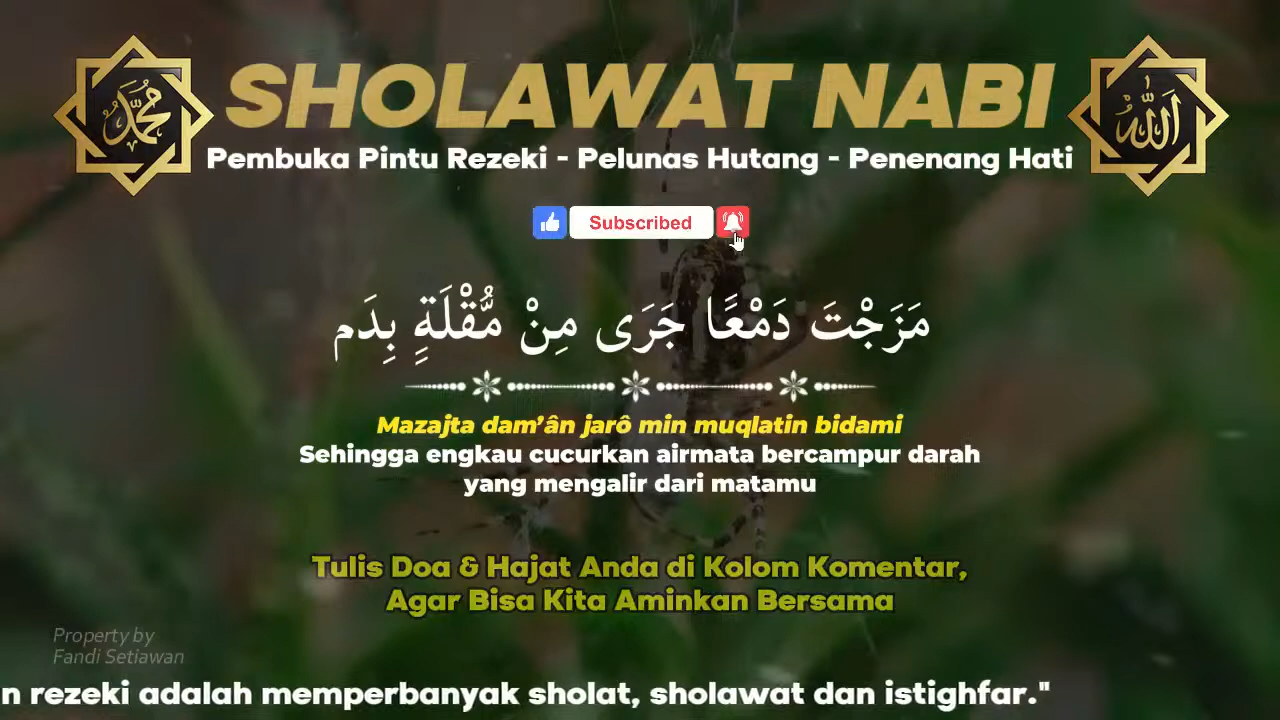 محمد
SHOLAWAT NABI
الله
Pembuka Pintu Rezeki - Pelunas Hutang - Penenang Hati
Subscribed
مَزَجْتَ دَمْعًا جَرَى مِنْ مُّقْلَةٍ بِدَم
Mazajta dam’ân jarô min muqlatin bidami
Sehingga engkau cucurkan airmata bercampur darah
yang mengalir dari matamu
Tulis Doa & Hajat Anda di Kolom Komentar,
Agar Bisa Kita Aminkan Bersama
Property by
Fandi Setiawan
n rezeki adalah memperbanyak sholat, sholawat dan istighfar."